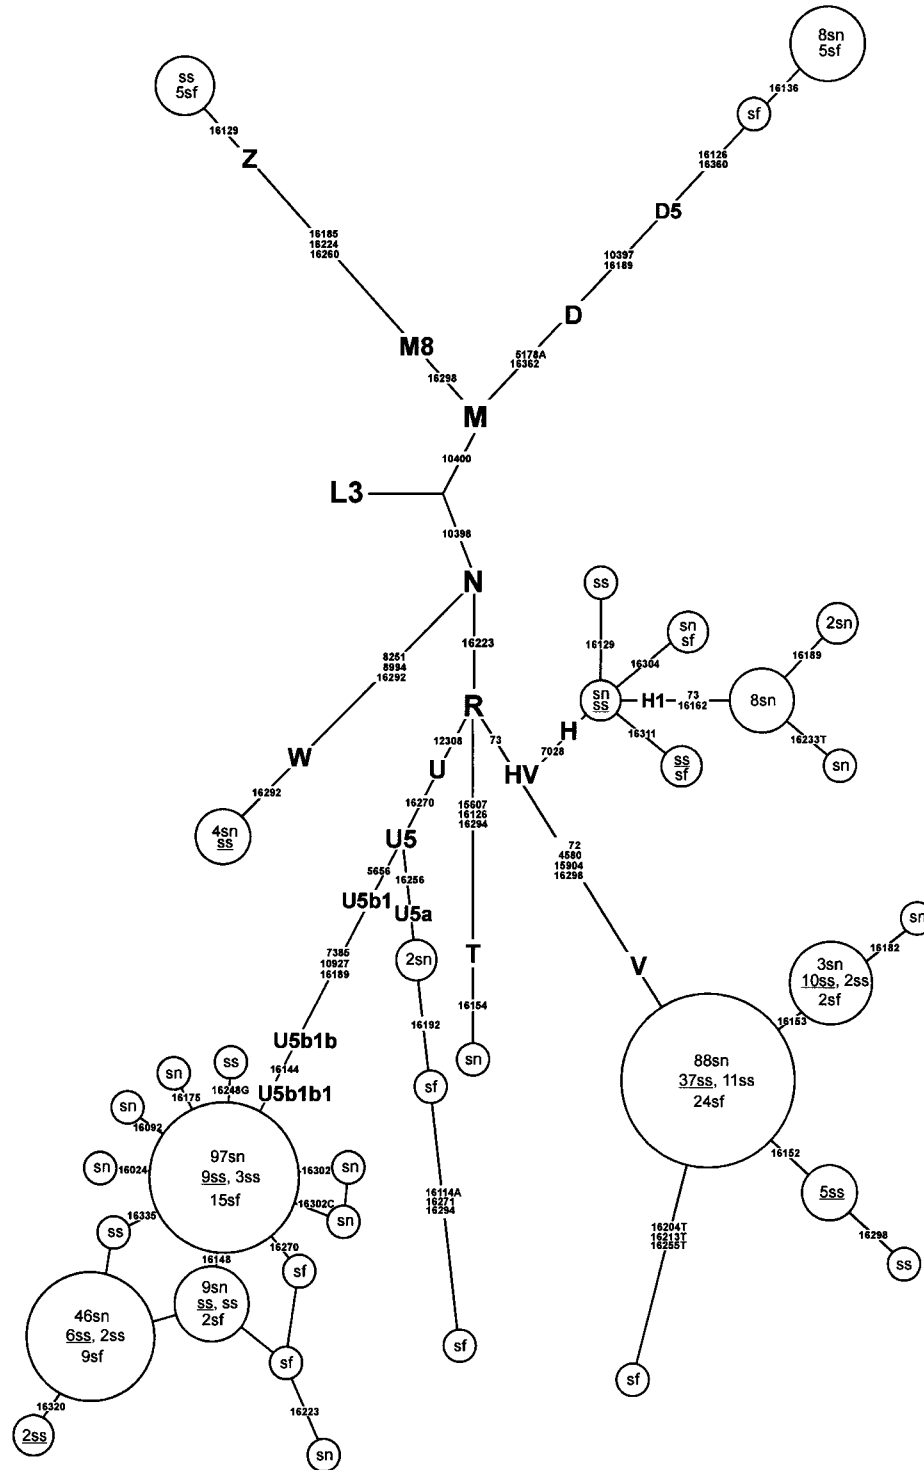 8sn
5sf
ss
5sf
16136
sf
16129
Z
16126
16360
D5
16185
16224
16260
10397
16189
D
M8
5178A
16362
16298
M
10400
L3
10398
N
ss
2sn
sn
sf
16223
8251
8994
16292
16129
16304
16189
sn
ss
H1
73
16162
8sn
R
16311
16233T
H
12308
73
7028
W
U
HV
ss
sf
sn
16292
16270
15607
16126
16294
4sn
ss
U5
72
4580
15904
16298
5656
16256
U5b1
U5a
sn
7385
10927
16189
T
V
16182
2sn
3sn
10ss, 2ss
2sf
16154
16192
16153
U5b1b
sn
88sn
37ss, 11ss
24sf
ss
16144
sn
16175
16248G
U5b1b1
sf
sn
16092
97sn
9ss, 3ss
15sf
16152
sn
16024
16302
sn
5ss
16302C
sn
16114A
16271
16294
16204T
16213T
16255T
16335
ss
16298
16270
16148
sf
ss
9sn
ss, ss
2sf
46sn
6ss, 2ss
9sf
sf
sf
sf
16320
16223
2ss
sn